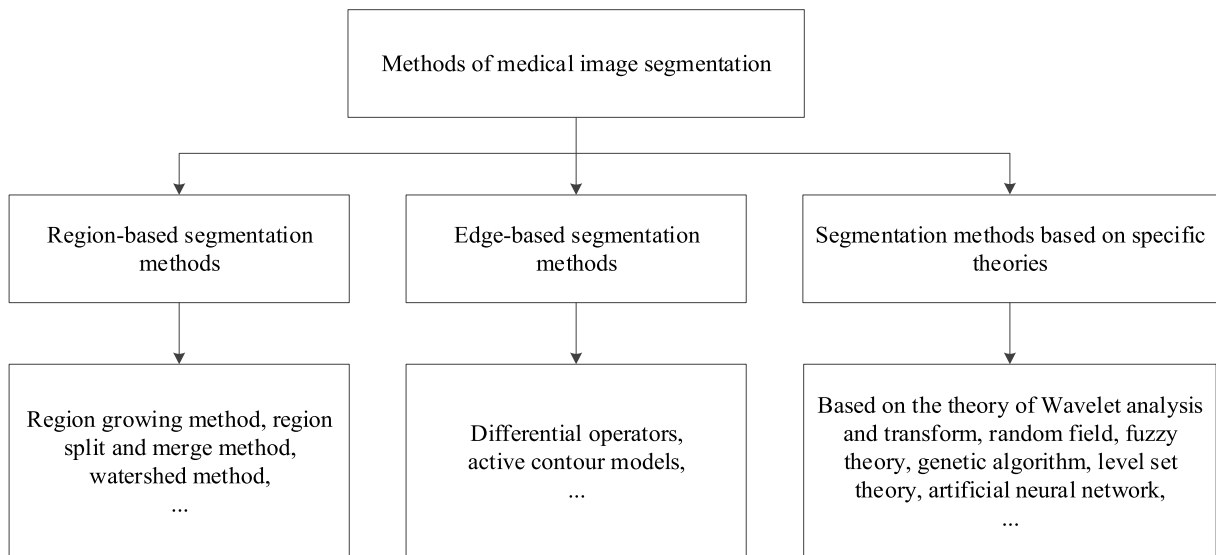 Methods of medical image segmentation
Region-based segmentation
methods
Edge-based segmentation
methods
Segmentation methods based on specific
theories
Region growing method, region
split and merge method,
watershed method,
...
Differential operators,
active contour models,
...
Based on the theory of Wavelet analysis
and transform, random field, fuzzy
theory, genetic algorithm, level set
theory, artificial neural network,
...